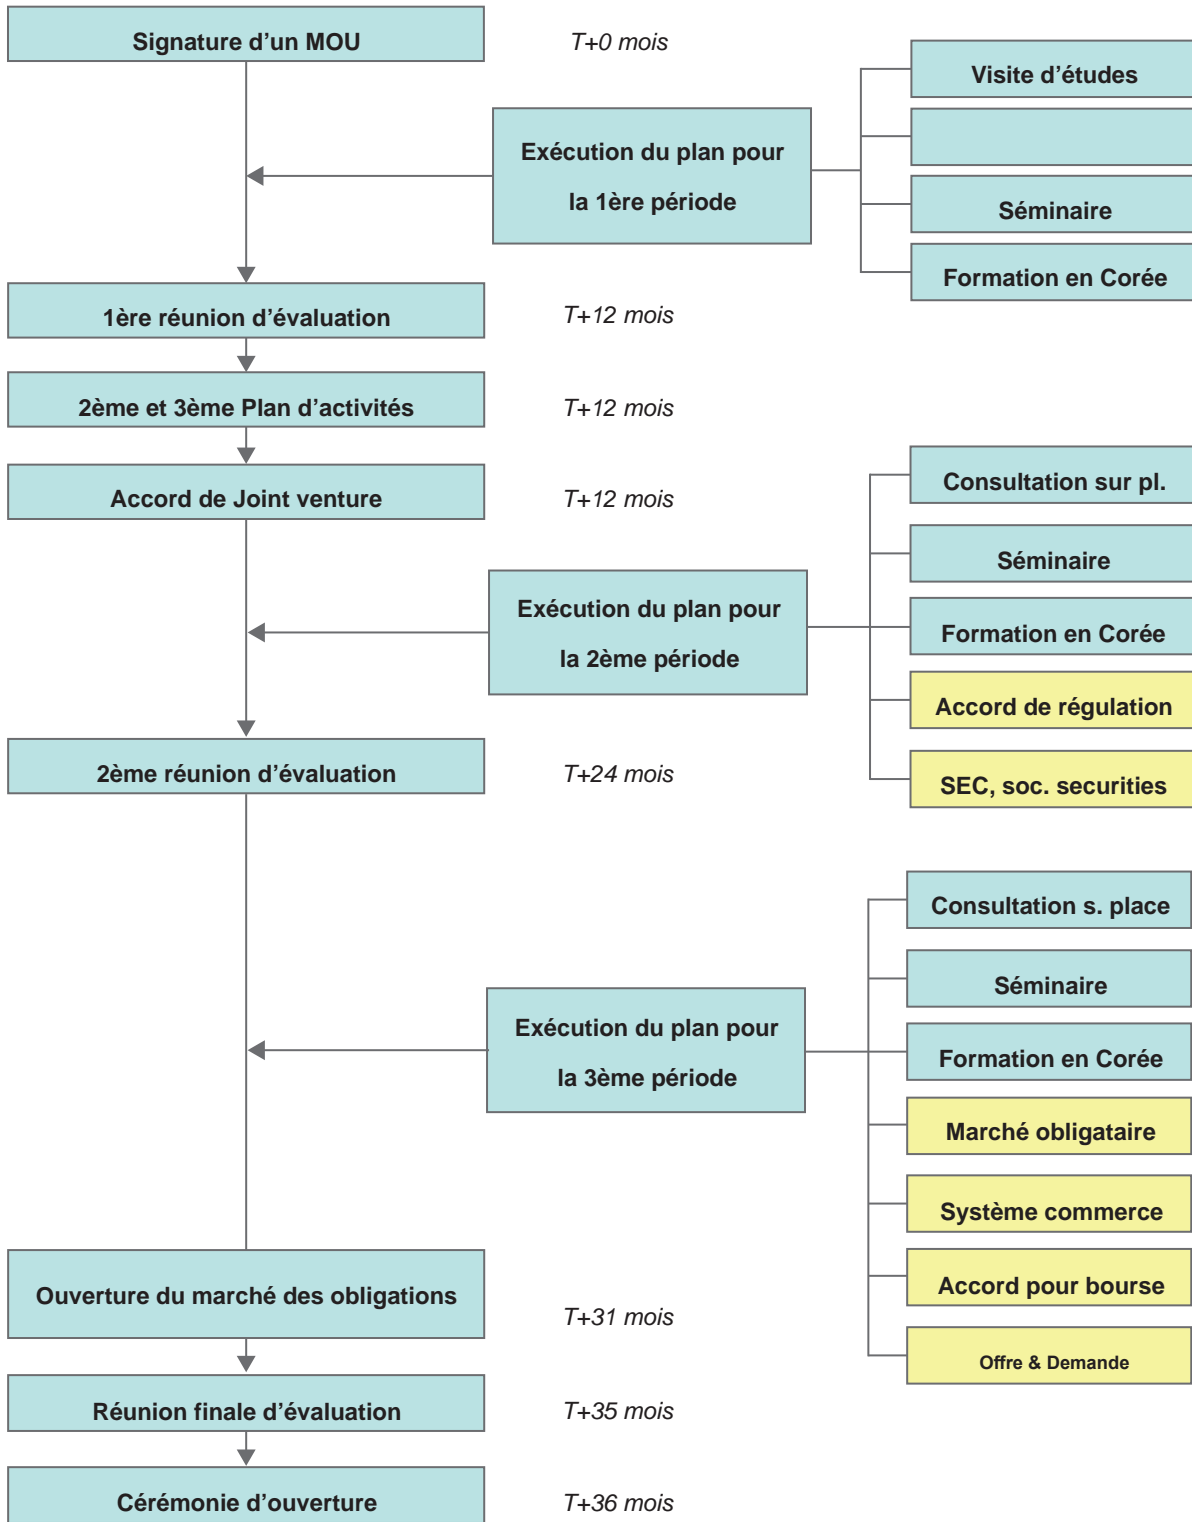 Signature d’un MOU
T+0 mois
Visite d’études
Exécution du plan pour
la 1ère période
Séminaire
Formation en Corée
1ère réunion d’évaluation
T+12 mois
2ème et 3ème Plan d’activités
T+12 mois
Accord de Joint venture
T+12 mois
Consultation sur pl.
Séminaire
Exécution du plan pour
la 2ème période
Formation en Corée
Accord de régulation
2ème réunion d’évaluation
T+24 mois
SEC, soc. securities
Consultation s. place
Séminaire
Exécution du plan pour
la 3ème période
Formation en Corée
Marché obligataire
Système commerce
Accord pour bourse
Offre & Demande
Ouverture du marché des obligations
T+31 mois
Réunion finale d’évaluation
T+35 mois
Cérémonie d’ouverture
T+36 mois